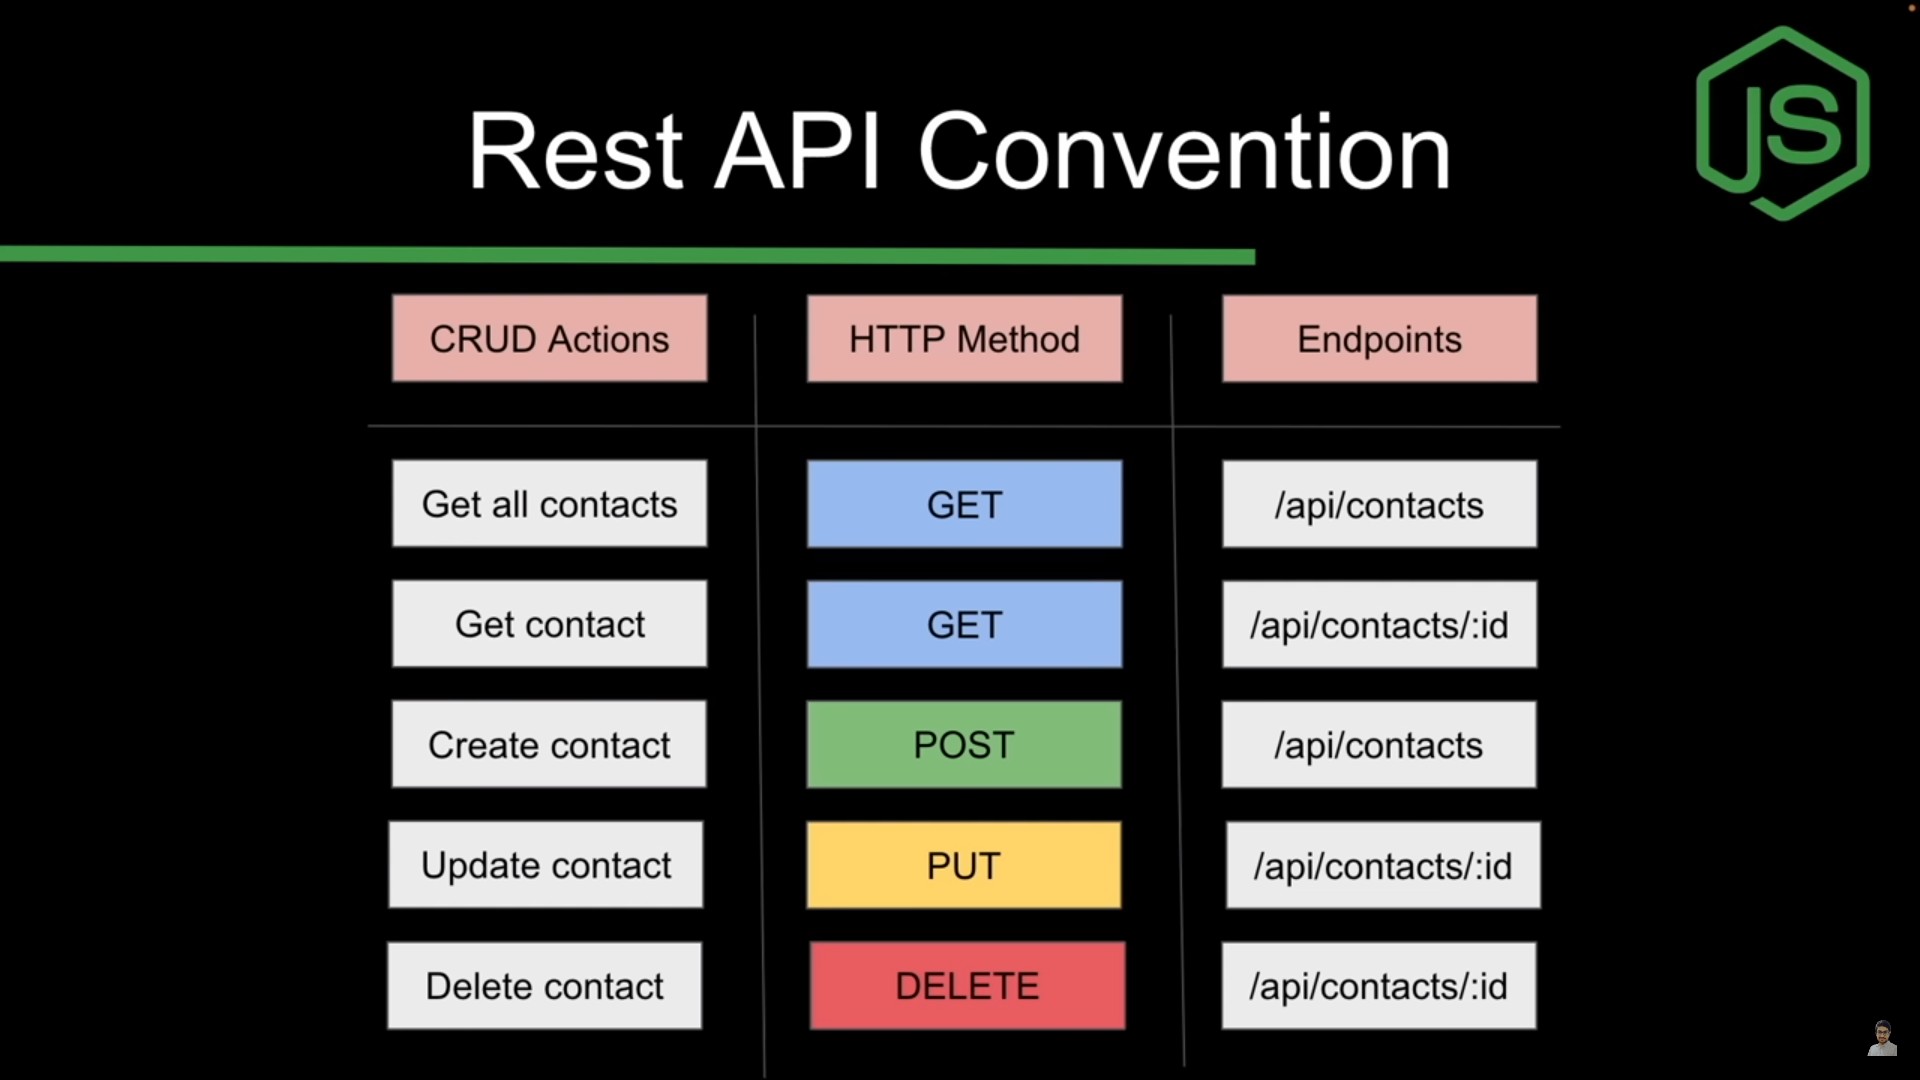 JS
Rest API Convention
CRUD Actions HTTP Method Endpoints
Get all contacts GET /api/contacts
Get contact GET /api/contacts/:id
Create contact POST /api/contacts
Update contact PUT /api/contacts/:id
Delete contact DELETE /api/contacts/:id